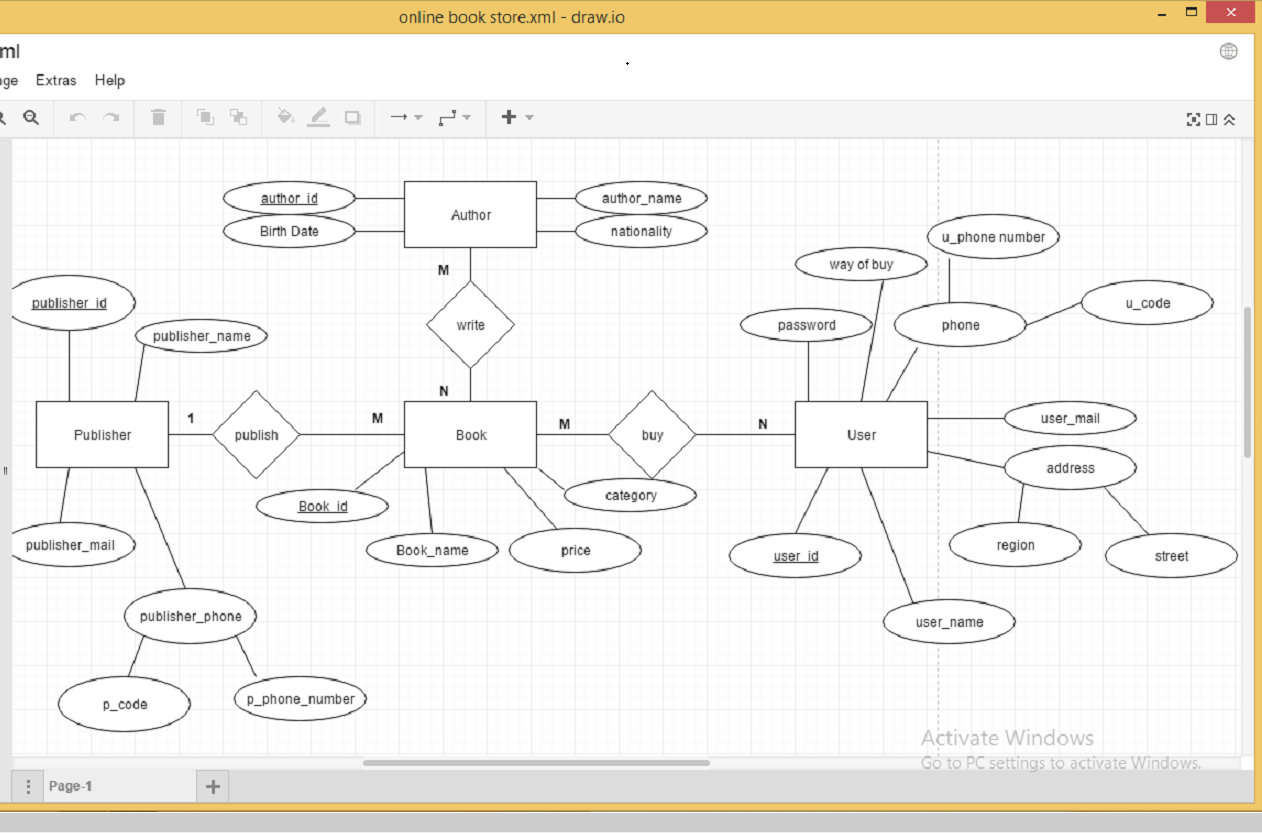 online book store.xml - draw.io
ml
ge Extras Help
author_id
author_name
Author
Birth Date
nationality
u_phone number
M
way of buy
publisher_id
u_code
publisher_name
write
password
phone
N
1
M
M
N
user_mail
Publisher
publish
Book
buy
User
address
category
Book_id
publisher_mail
Book_name
price
user_id
region
street
publisher_phone
user_name
p_code
p_phone_number
Activate Windows
Go to PC settings to activate Windows.
Page-1